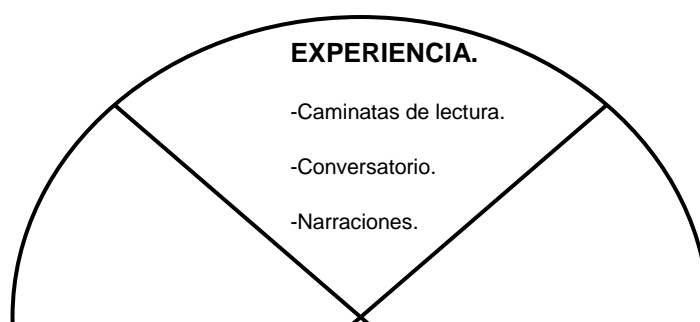 EXPERIENCIA.
-Caminatas de lectura.
-Conversatorio.
-Narraciones.